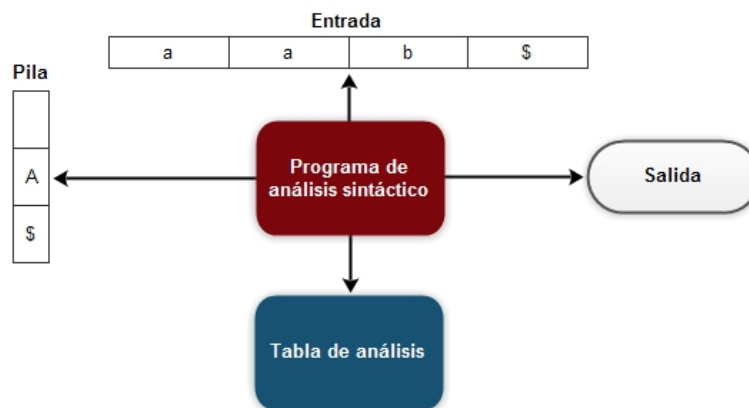 Entrada
a a b $
Pila
A
$
Programa de
análisis sintáctico
Salida
Tabla de análisis